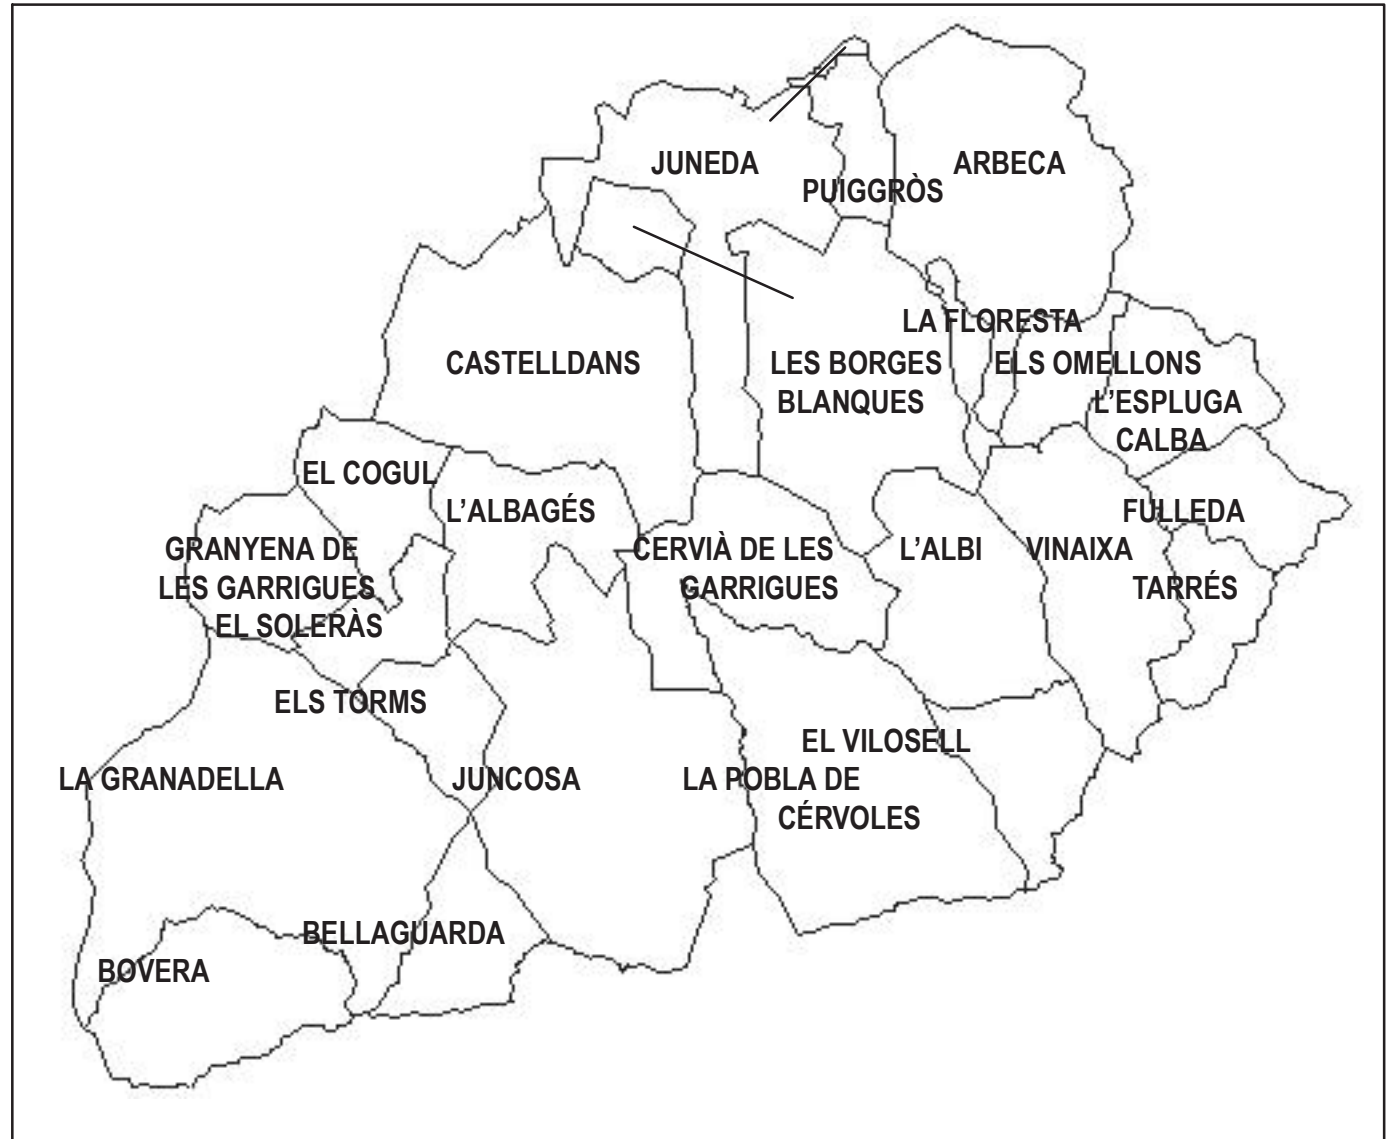 JUNEDA
ARBECA
PUIGGRÒS
LA FLORESTA
CASTELLDANS
LES BORGES
BLANQUES
ELS OMELLONS
L'ESPLUGA
CALBA
EL COGUL
L'ALBAGÉS
FULLEDA
GRANYENA DE
LES GARRIGUES
CERVIÀ DE LES
GARRIGUES
L'ALBI
VINAIXA
TARRÉS
EL SOLERÀS
ELS TORMS
EL VILOSELL
LA GRANADELLA
JUNCOSA
LA POBLA DE
CÉRVOLES
BELLAGUARDA
BOVERA